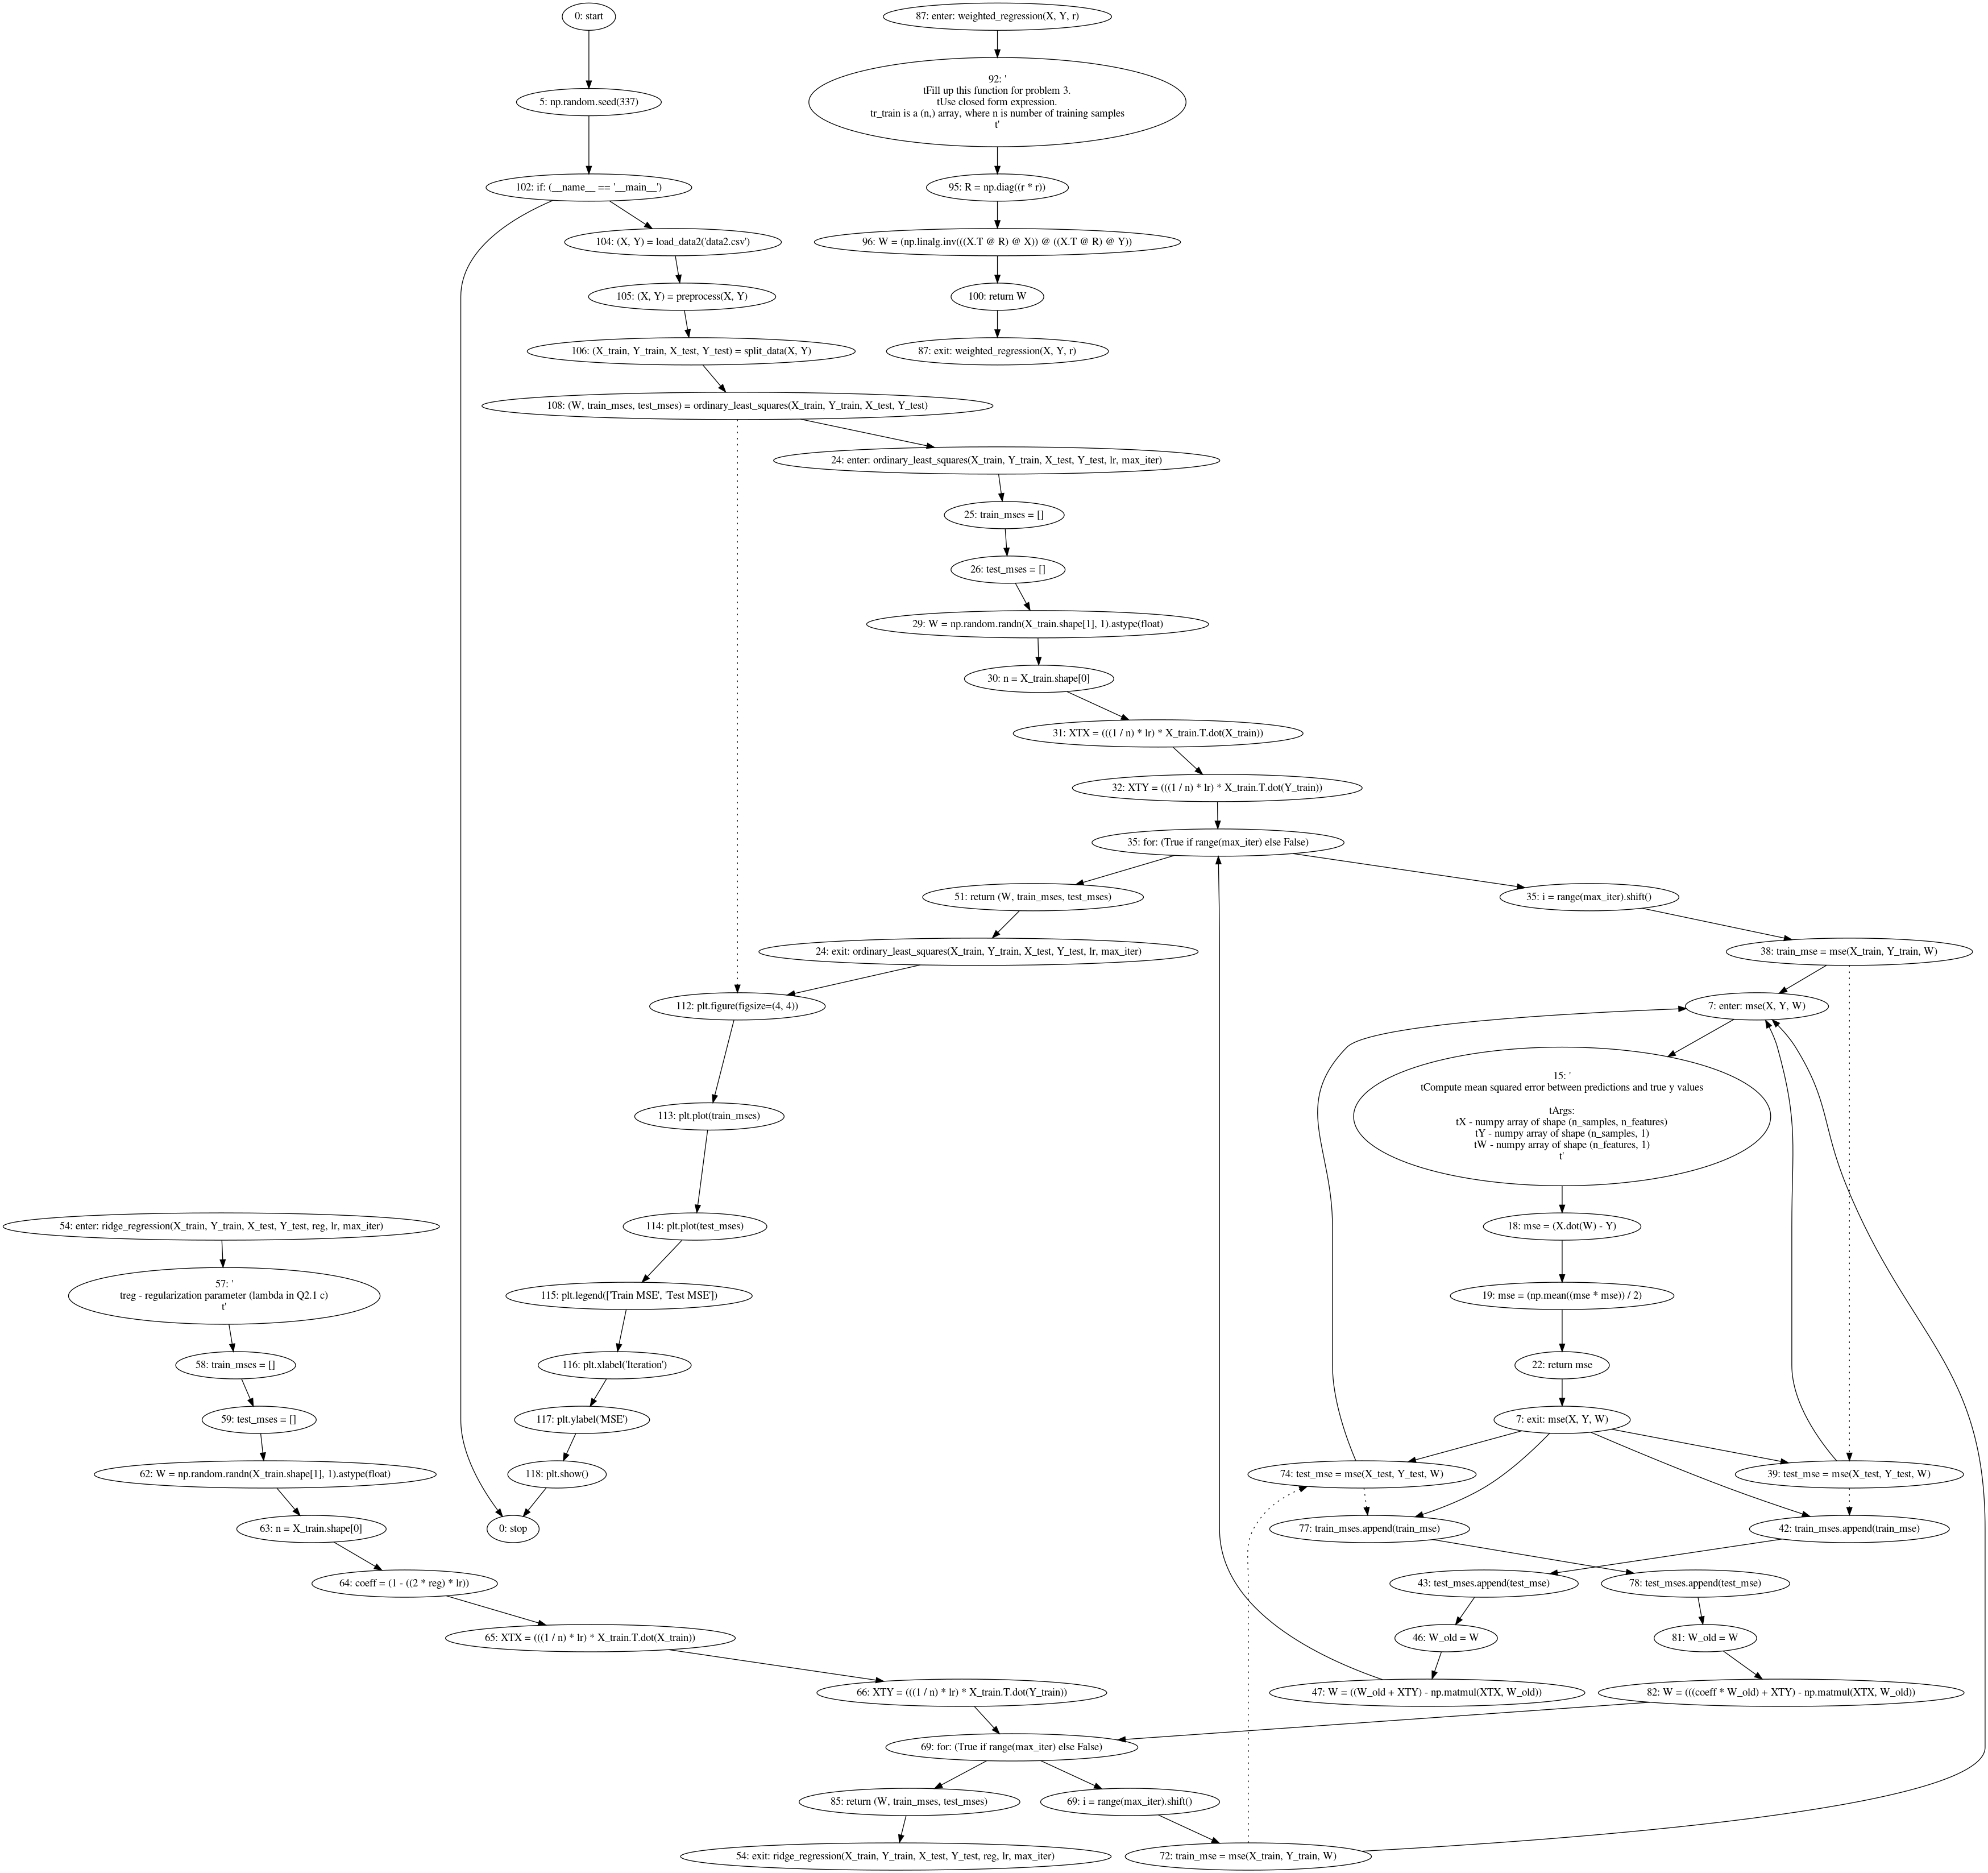 0: start
87: enter: weighted_regression(X, Y, r)
5: np.random.seed(337)
92: '
tFill up this function for problem 3.
tUse closed form expression.
tr_train is a (n,) array, where n is number of training samples
t'
102: if: (__name__ == '__main__')
95: R = np.diag((r * r))
104: (X, Y) = load_data2('data2.csv')
96: W = (np.linalg.inv(((X.T @ R) @ X)) @ ((X.T @ R) @ Y))
105: (X, Y) = preprocess(X, Y)
100: return W
106: (X_train, Y_train, X_test, Y_test) = split_data(X, Y)
87: exit: weighted_regression(X, Y, r)
108: (W, train_mses, test_mses) = ordinary_least_squares(X_train, Y_train, X_test, Y_test)
24: enter: ordinary_least_squares(X_train, Y_train, X_test, Y_test, lr, max_iter)
25: train_mses = []
26: test_mses = []
29: W = np.random.randn(X_train.shape[1], 1).astype(float)
30: n = X_train.shape[0]
31: XTX = (((1 / n) * lr) * X_train.T.dot(X_train))
32: XTY = (((1 / n) * lr) * X_train.T.dot(Y_train))
35: for: (True if range(max_iter) else False)
51: return (W, train_mses, test_mses)
35: i = range(max_iter).shift()
24: exit: ordinary_least_squares(X_train, Y_train, X_test, Y_test, lr, max_iter)
38: train_mse = mse(X_train, Y_train, W)
112: plt.figure(figsize=(4, 4))
7: enter: mse(X, Y, W)
113: plt.plot(train_mses)
15: '
tCompute mean squared error between predictions and true y values
tArgs:
tX - numpy array of shape (n_samples, n_features)
tY - numpy array of shape (n_samples, 1)
tW - numpy array of shape (n_features, 1)
t'
54: enter: ridge_regression(X_train, Y_train, X_test, Y_test, reg, lr, max_iter)
114: plt.plot(test_mses)
18: mse = (X.dot(W) - Y)
57: '
treg - regularization parameter (lambda in Q2.1 c)
t'
115: plt.legend(['Train MSE', 'Test MSE'])
19: mse = (np.mean((mse * mse)) / 2)
58: train_mses = []
116: plt.xlabel('Iteration')
22: return mse
59: test_mses = []
117: plt.ylabel('MSE')
7: exit: mse(X, Y, W)
62: W = np.random.randn(X_train.shape[1], 1).astype(float)
118: plt.show()
74: test_mse = mse(X_test, Y_test, W)
39: test_mse = mse(X_test, Y_test, W)
63: n = X_train.shape[0]
0: stop
77: train_mses.append(train_mse)
42: train_mses.append(train_mse)
64: coeff = (1 - ((2 * reg) * lr))
43: test_mses.append(test_mse)
78: test_mses.append(test_mse)
65: XTX = (((1 / n) * lr) * X_train.T.dot(X_train))
46: W_old = W
81: W_old = W
66: XTY = (((1 / n) * lr) * X_train.T.dot(Y_train))
47: W = ((W_old + XTY) - np.matmul(XTX, W_old))
82: W = (((coeff * W_old) + XTY) - np.matmul(XTX, W_old))
69: for: (True if range(max_iter) else False)
85: return (W, train_mses, test_mses)
69: i = range(max_iter).shift()
54: exit: ridge_regression(X_train, Y_train, X_test, Y_test, reg, lr, max_iter)
72: train_mse = mse(X_train, Y_train, W)